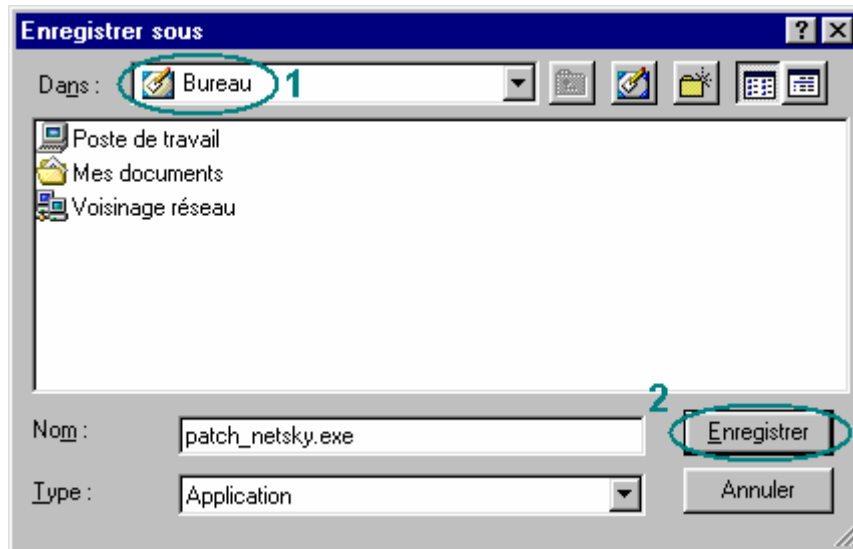 Enregistrer sous
Dans : Bureau 1
Poste de travail
Mes documents
Voisinage réseau
2
Nom : patch_netsky.exe Enregistrer
Type : Application Annuler